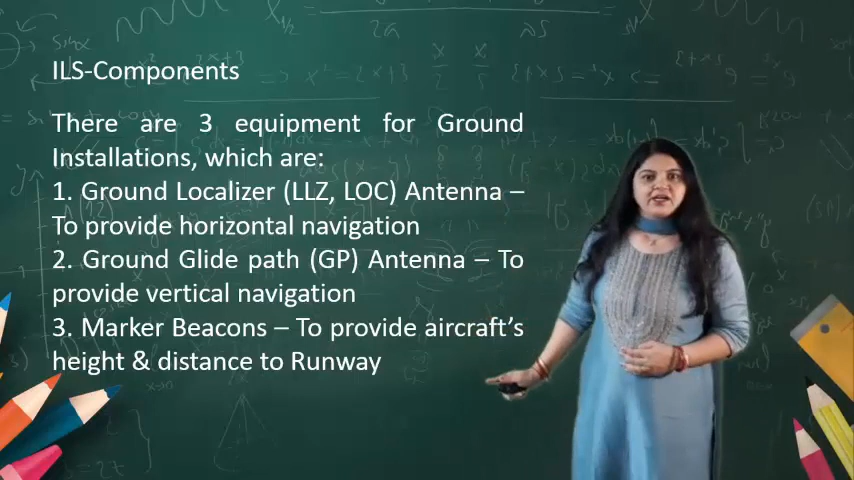 ILS-Components
There are 3 equipment for Ground
Installations, which are:
1. Ground Localizer (LLZ, LOC) Antenna –
To provide horizontal navigation
2. Ground Glide path (GP) Antenna – To
provide vertical navigation
3. Marker Beacons – To provide aircraft's
height & distance to Runway